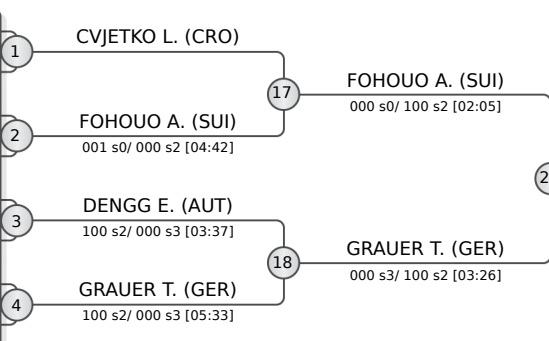 CVJETKO L. (CRO)
1
17
FOHOUO A. (SUI)
000 s0/ 100 s2 [02:05]
FOHOUO A. (SUI)
2
001 s0/ 000 s2 [04:42]
2
DENGG E. (AUT)
3
100 s2/ 000 s3 [03:37]
18
GRAUER T. (GER)
000 s3/ 100 s2 [03:26]
GRAUER T. (GER)
4
100 s2/ 000 s3 [05:33]